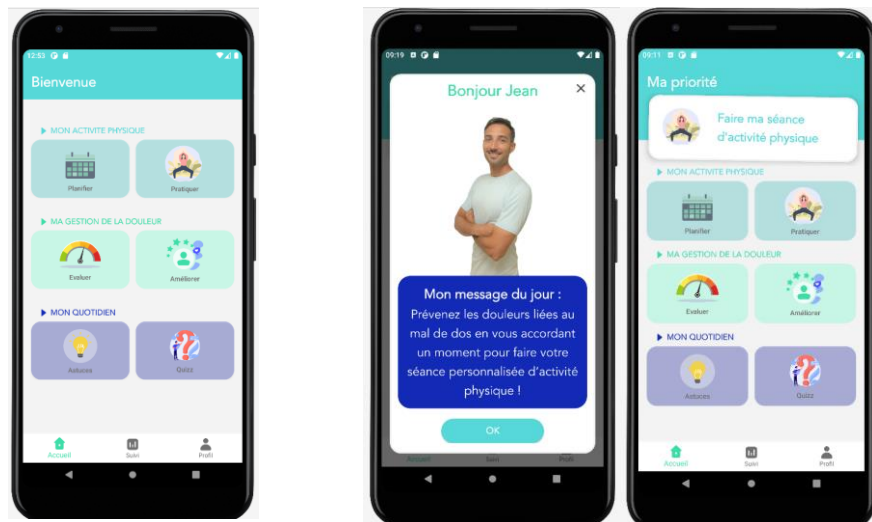 12:53
Bienvenue
MON ACTIVITE PHYSIQUE
Planifier
Pratiquer
MA GESTION DE LA DOULEUR
Evaluer
Améliorer
MON QUOTIDIEN
Astuces
Quizz
Accueil
Suivi
Profil
09:19
Bonjour Jean
Mon message du jour :
Prévenez les douleurs liées au
mal de dos en vous accordant
un moment pour faire votre
séance personnalisée d'activité
physique !
OK
Accueil
Suivi
Profil
09:11
Ma priorité
Faire ma séance
d'activité physique
MON ACTIVITE PHYSIQUE
Planifier
Pratiquer
MA GESTION DE LA DOULEUR
Evaluer
Améliorer
MON QUOTIDIEN
Astuces
Quizz
Accueil
Suivi
Profil